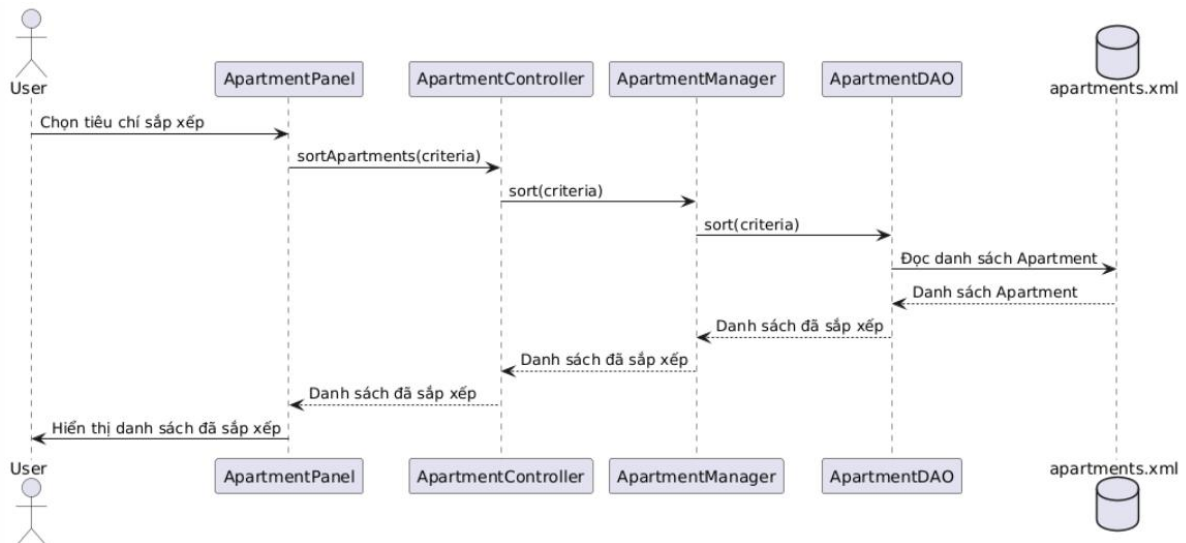 User
ApartmentPanel
ApartmentController
ApartmentManager
ApartmentDAO
apartments.xml
Chọn tiêu chí sắp xếp
sortApartments(criteria)
sort(criteria)
sort(criteria)
Đọc danh sách Apartment
Danh sách Apartment
Danh sách đã sắp xếp
Danh sách đã sắp xếp
Danh sách đã sắp xếp
Hiển thị danh sách đã sắp xếp
User
ApartmentPanel
ApartmentController
ApartmentManager
ApartmentDAO
apartments.xml